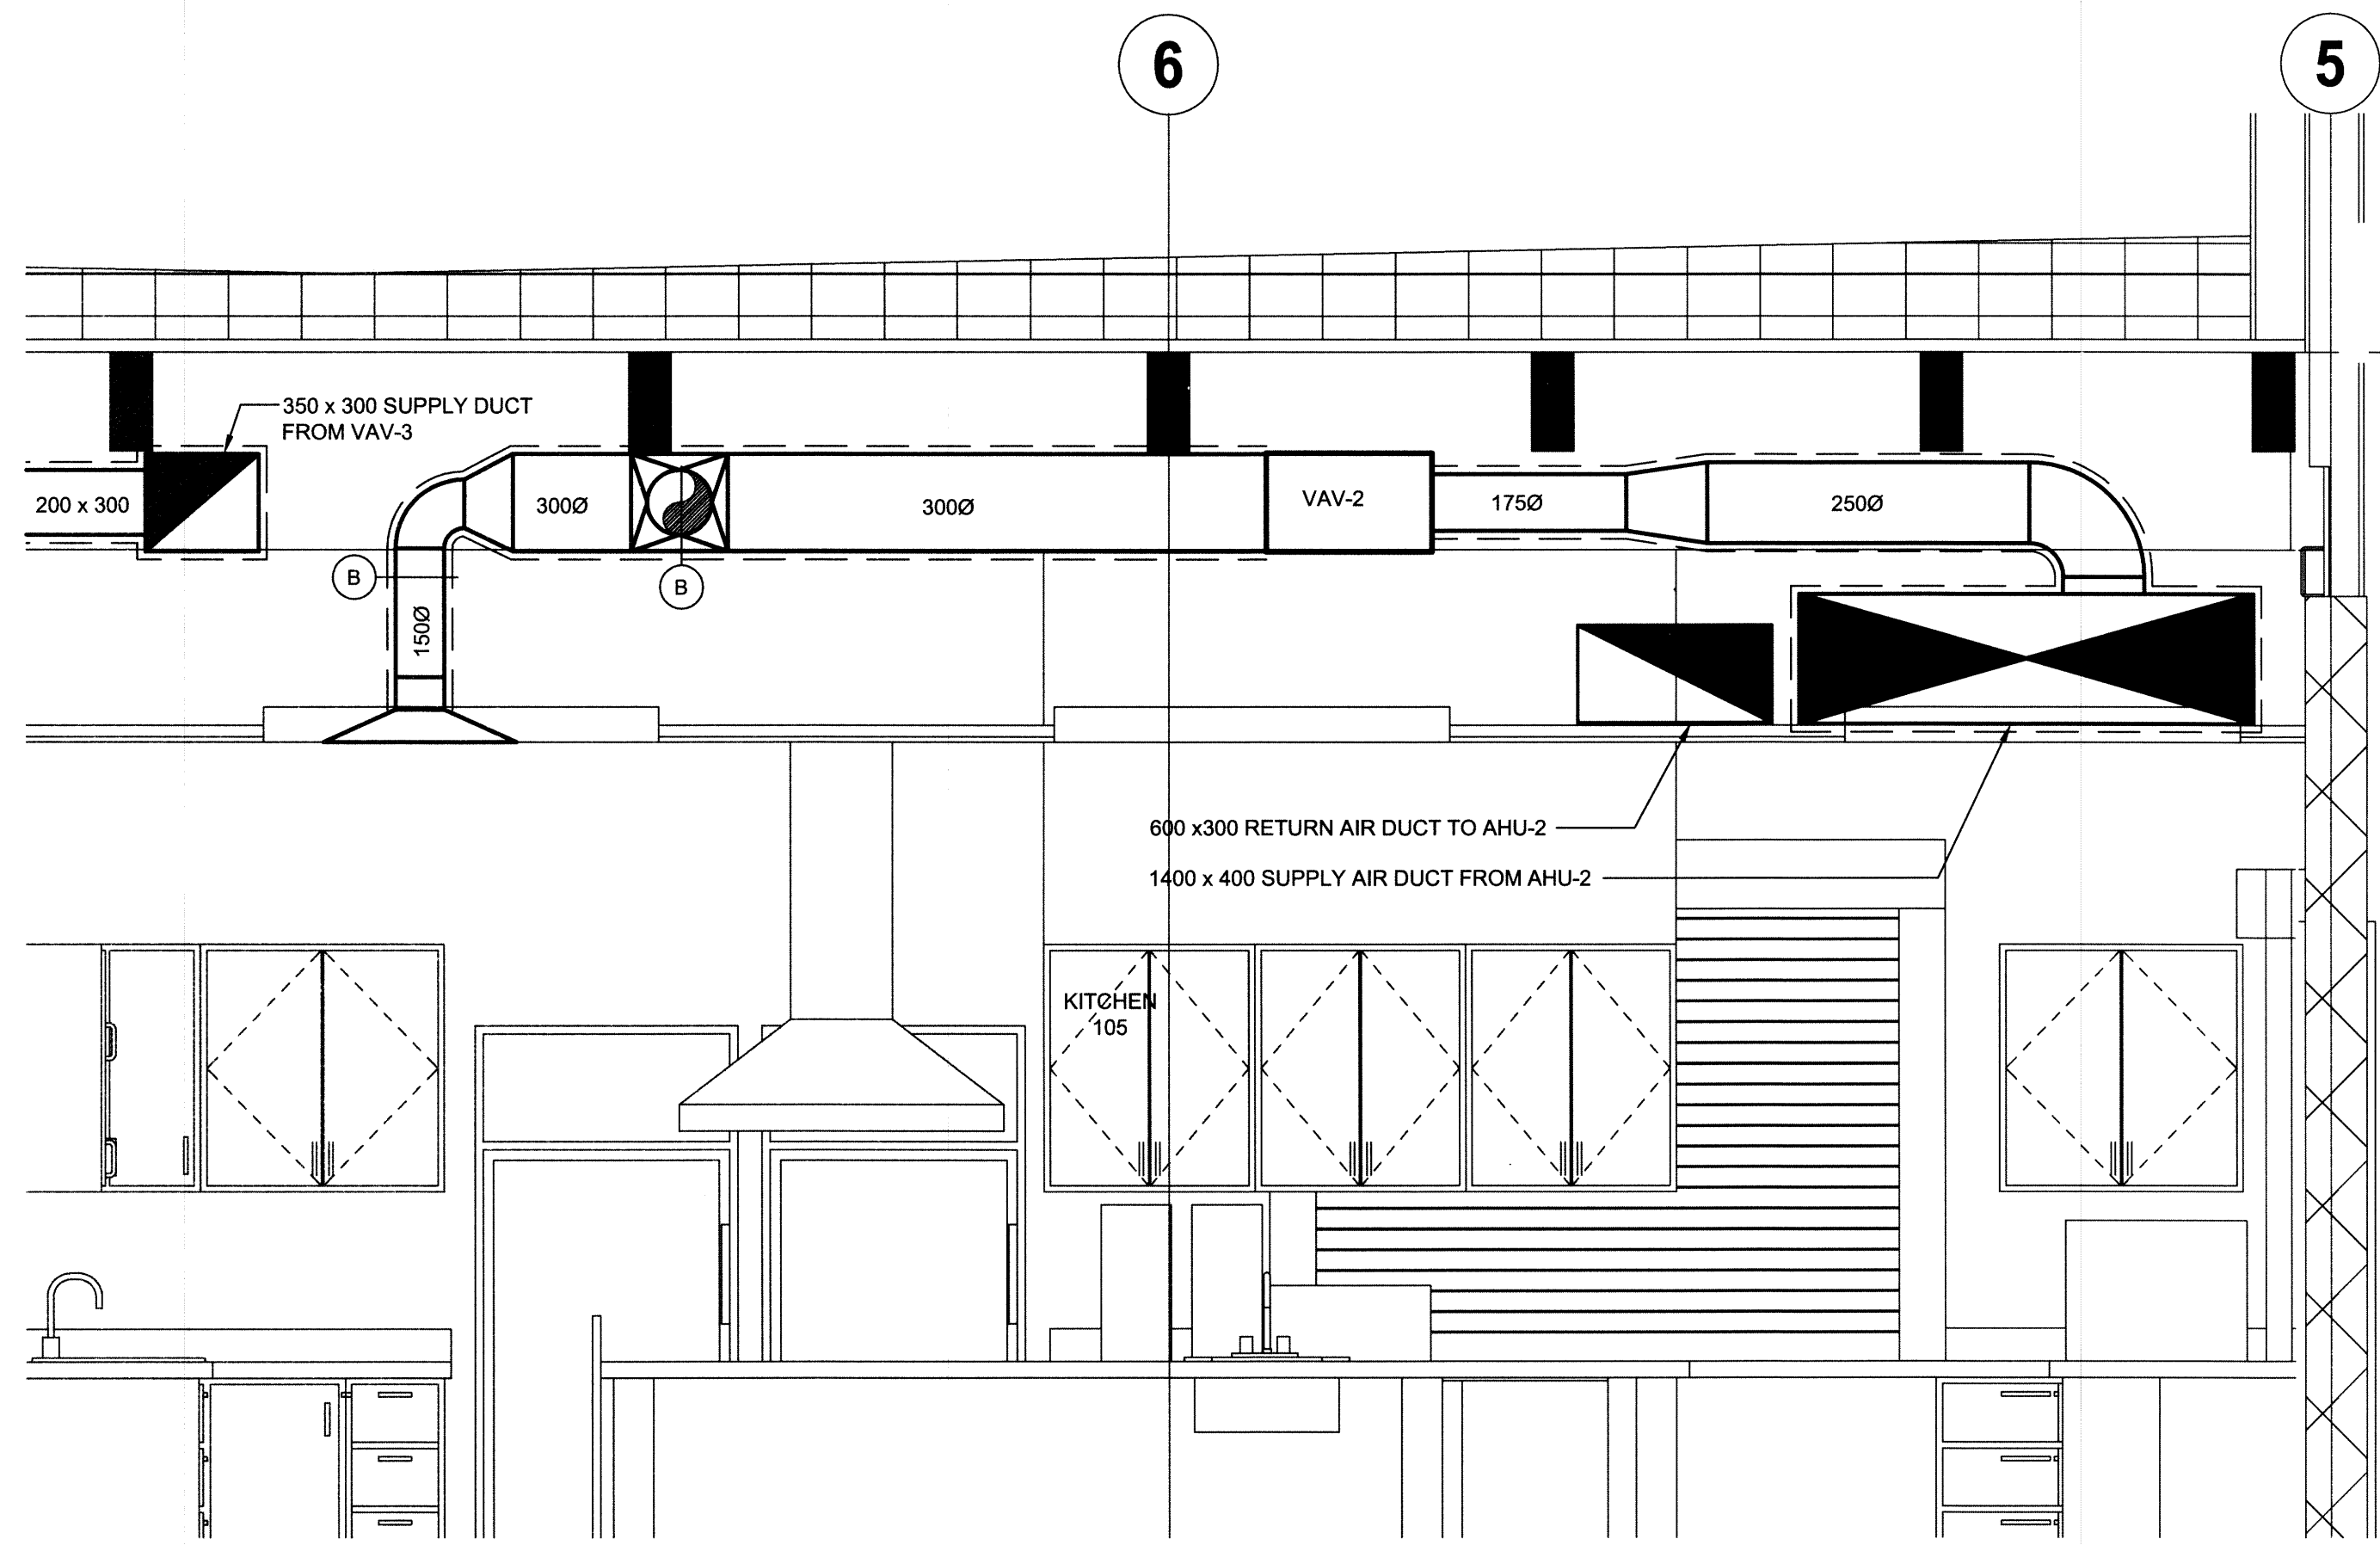 6
5
350 x 300 SUPPLY DUCT
FROM VAV-3
200 x 300
300Ø
300Ø
VAV-2
175Ø
250Ø
B
B
150Ø
600 x300 RETURN AIR DUCT TO AHU-2
1400 x 400 SUPPLY AIR DUCT FROM AHU-2
KITCHEN
105